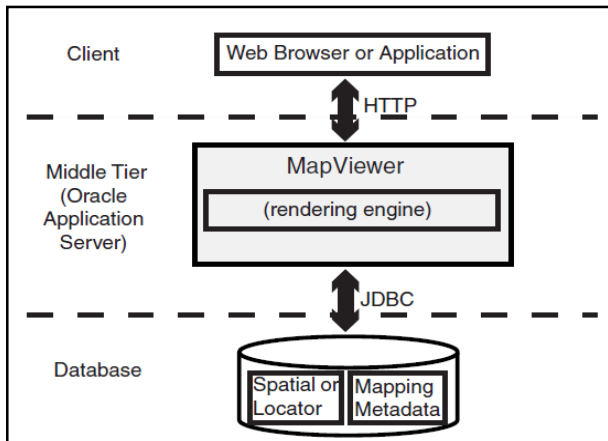 Client
Web Browser or Application
HTTP
Middle Tier
(Oracle
Application
Server)
MapViewer
(rendering engine)
JDBC
Database
Spatial or
Locator
Mapping
Metadata